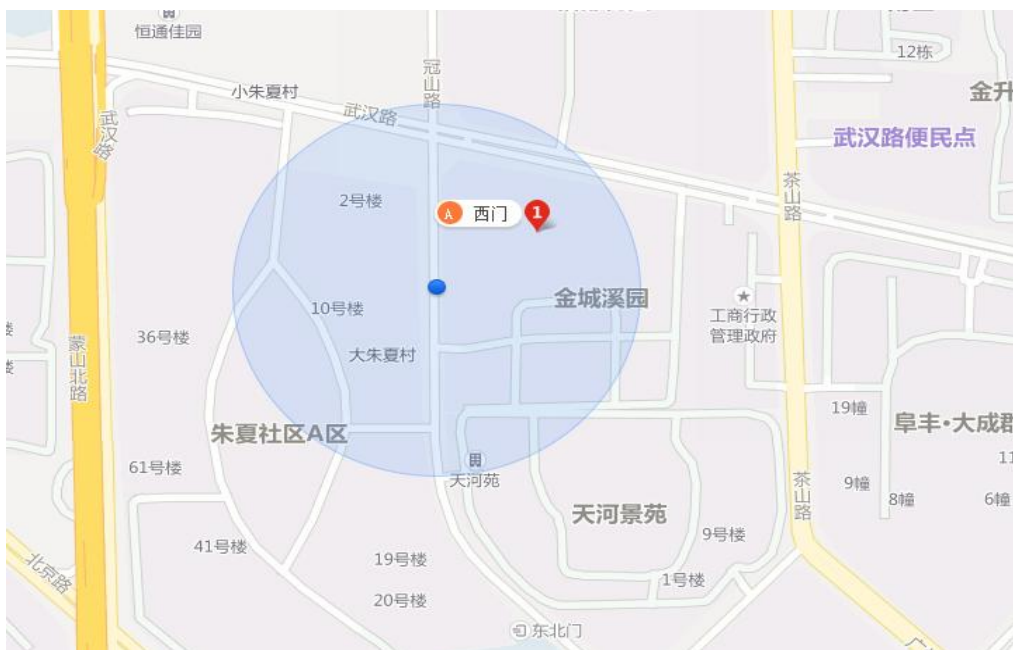 恒通佳园
12栋
冠山路
小朱夏村
金升
武汉路
武汉路
武汉路便民点
茶山路
2号楼
A 西门 1
金城溪园
10号楼
工商行政
管理政府
36号楼
大朱夏村
蒙山北路
19幢
阜丰·大成郡
朱夏社区A区
61号楼
天河苑
11
茶山路
9幢
8幢
6幢
天河景苑
9号楼
41号楼
19号楼
1号楼
北京路
20号楼
东北门